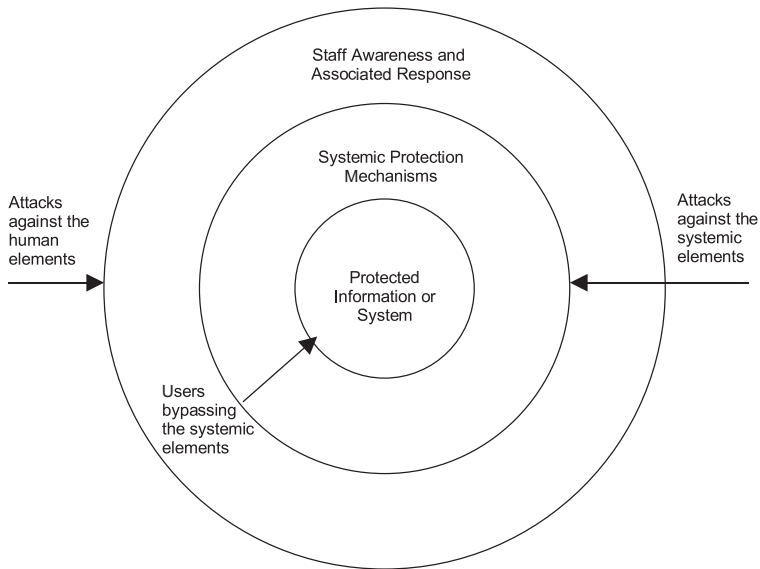 Staff Awareness and
Associated Response
Systemic Protection
Mechanisms
Attacks
against the
human
elements
Attacks
against the
systemic
elements
Protected
Information or
System
Users
bypassing
the systemic
elements